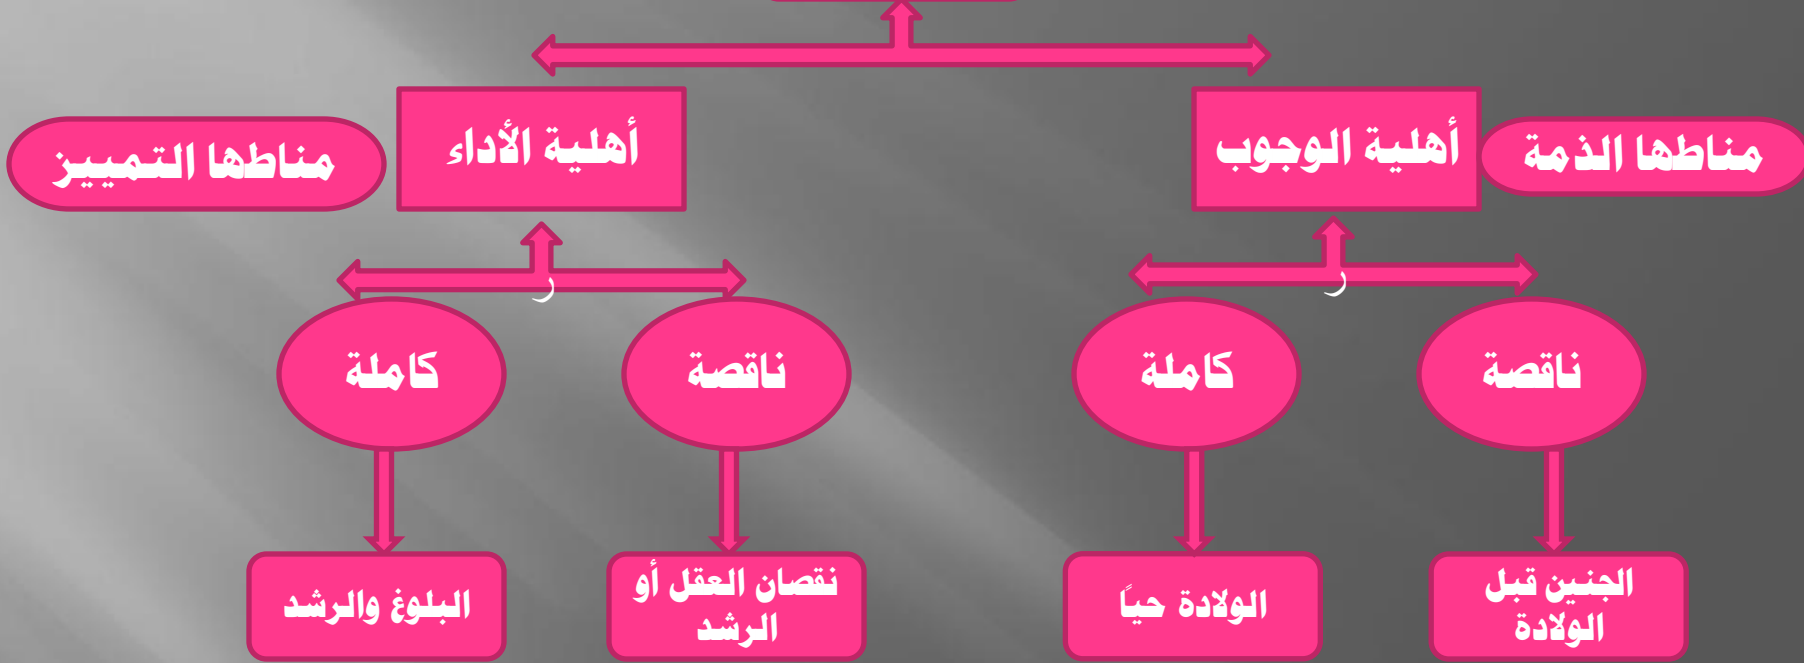 أهلية الوجوب
مناطها الذمة
أهلية الأداء
مناطها التمييز
ر
ر
ناقصة
كاملة
ناقصة
كاملة
الجنين قبل
الولادة
الولادة حيًا
نقصان العقل أو
الرشد
البلوغ والرشد